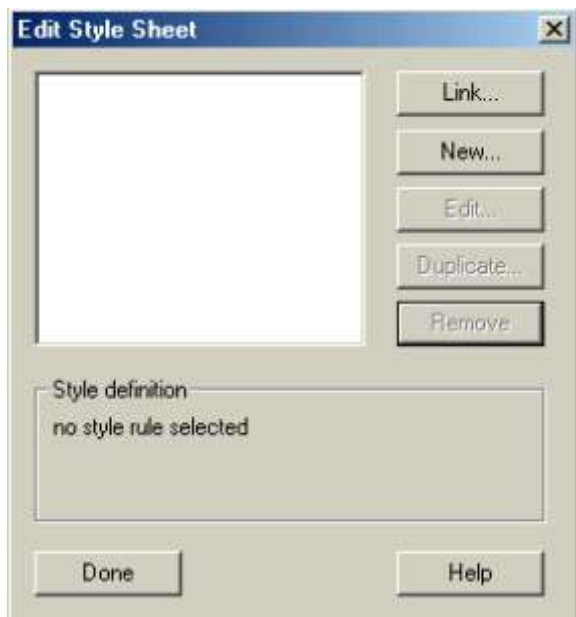 Edit Style Sheet
Link...
New...
Edit...
Duplicate...
Remove
Style definition
no style rule selected
Done
Help